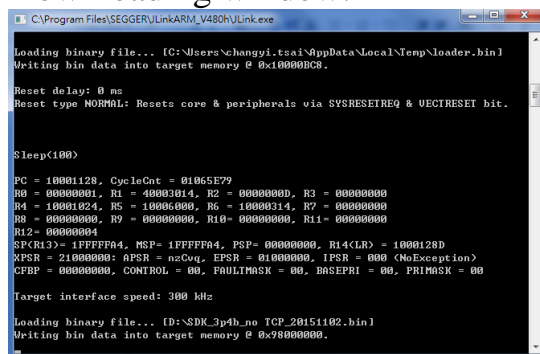 C:\Program Files\SEGGER\JLinkARM_V480h\JLink.exe
Loading binary file... [C:\Users\changyi.tsai\AppData\Local\Temp\loader.bin]
Writing bin data into target memory @ 0x10000BC8.
Reset delay: 0 ms
Reset type NORMAL: Resets core & peripherals via SYSRESETREQ & VECTRESET bit.
Sleep(100)
PC = 10001128, CycleCnt = 01065E79
R0 = 00000001, R1 = 40003014, R2 = 0000000D, R3 = 00000000
R4 = 10001024, R5 = 10006000, R6 = 10000314, R7 = 00000000
R8 = 00000000, R9 = 00000000, R10= 00000000, R11= 00000000
R12= 00000004
SP(R13)= 1FFFFFA4, MSP= 1FFFFFA4, PSP= 00000000, R14(LR) = 1000128D
XPSR = 21000000: APSR = nzCvq, EPSR = 01000000, IPSR = 000 (NoException)
CFBP = 00000000, CONTROL = 00, FAULTMASK = 00, BASEPRI = 00, PRIMASK = 00
Target interface speed: 300 kHz
Loading binary file... [D:\SDK_3p4b_no TCP_20151102.bin]
Writing bin data into target memory @ 0x98000000.